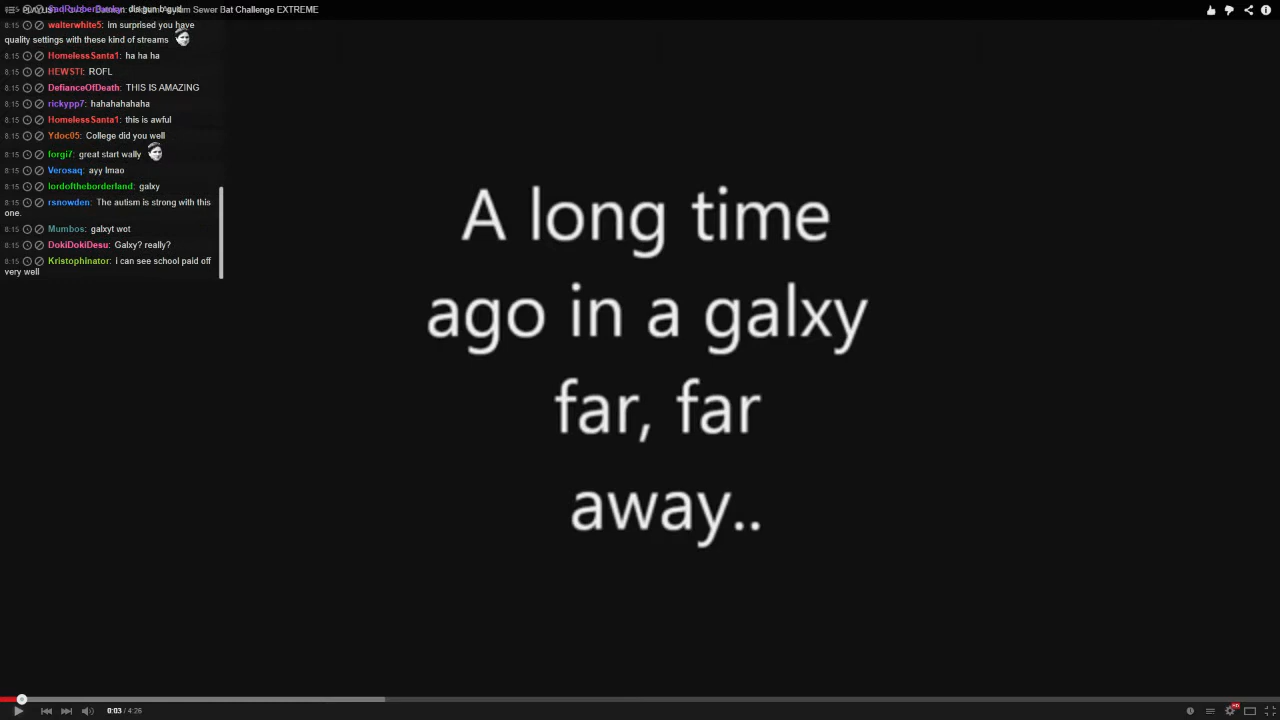 Sewer Bat Challenge EXTREME
walterwhite5: im surprised you have
quality settings with these kind of streams
8:15 HomelessSanta1: ha ha ha
8:15 HEWSTI: ROFL
8:15 DefianceOfDeath: THIS IS AMAZING
8:15 rickypp7: hahahahahaha
8:15 HomelessSanta1: this is awful
8:15 Ydoc05: College did you well
8:15 forgi7: great start wally
8:15 Verosaq: ayy lmao
8:15 lordoftheborderland: galxy
8:15 rsnowden: The autism is strong with this
one.
8:15 Mumbos: galxyt wot
8:15 DokiDokiDesu: Galxy? really?
8:15 Kristophinator: i can see school paid off
very well
A long time
ago in a galxy
far, far
away..
0:03 / 4:26